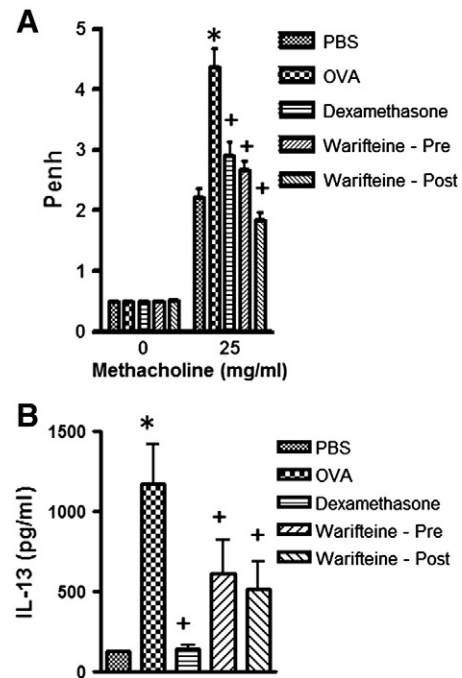 A
Penh
5
4
3
2
1
0
*
+
+
+
0 25
Methacholine (mg/ml)
PBS
OVA
Dexamethasone
Warifteine - Pre
Warifteine - Post
B
IL-13 (pg/ml)
1500
1000
500
0
*
+
+
+
PBS
OVA
Dexamethasone
Warifteine - Pre
Warifteine - Post